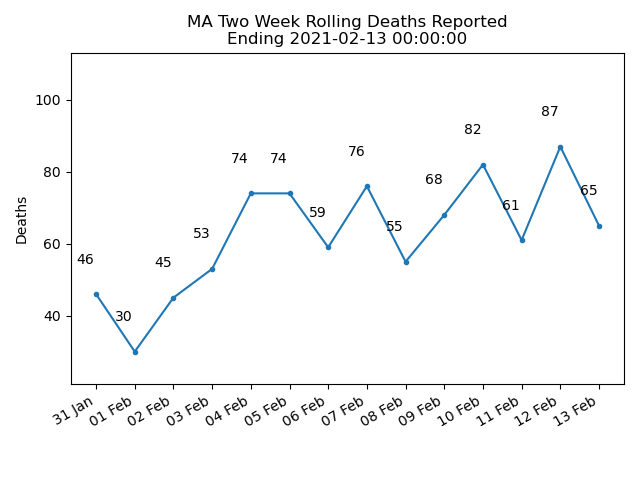 MA Two Week Rolling Deaths Reported
Ending 2021-02-13 00:00:00
100
80
60
40
Deaths
46
30
45
53
74
74
59
76
55
68
82
61
87
65
31 Jan
01 Feb
02 Feb
03 Feb
04 Feb
05 Feb
06 Feb
07 Feb
08 Feb
09 Feb
10 Feb
11 Feb
12 Feb
13 Feb